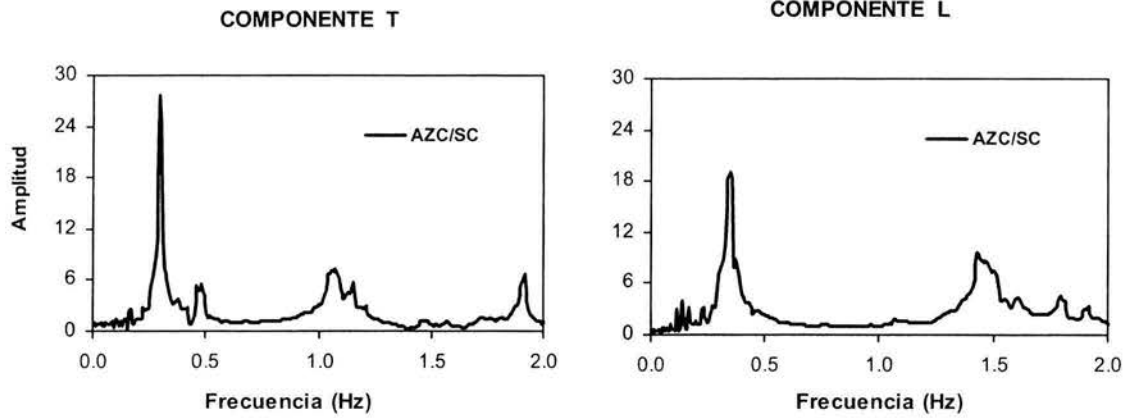 COMPONENTE T
30
24
18
12
6
0
Amplitud
AZC/SC
0.0 0.5 1.0 1.5 2.0
Frecuencia (Hz)
COMPONENTE L
30
24
18
12
6
0
AZC/SC
0.0 0.5 1.0 1.5 2.0
Frecuencia (Hz)